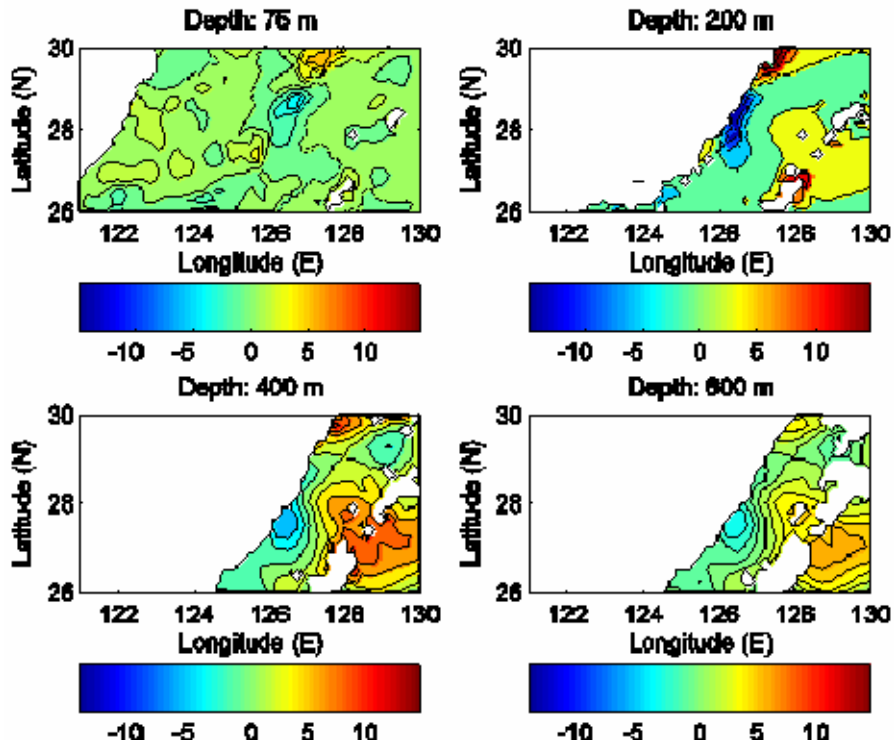 Depth: 75 m
Depth: 200 m
Latitude (N)
30
28
26
122 124 126 128 130
Longitude (E)
-10 -5 0 5 10
Latitude (N)
30
28
26
122 124 126 128 130
Longitude (E)
-10 -5 0 5 10
Depth: 400 m
Depth: 600 m
Latitude (N)
30
28
26
122 124 126 128 130
Longitude (E)
-10 -5 0 5 10
Latitude (N)
30
28
26
122 124 126 128 130
Longitude (E)
-10 -5 0 5 10